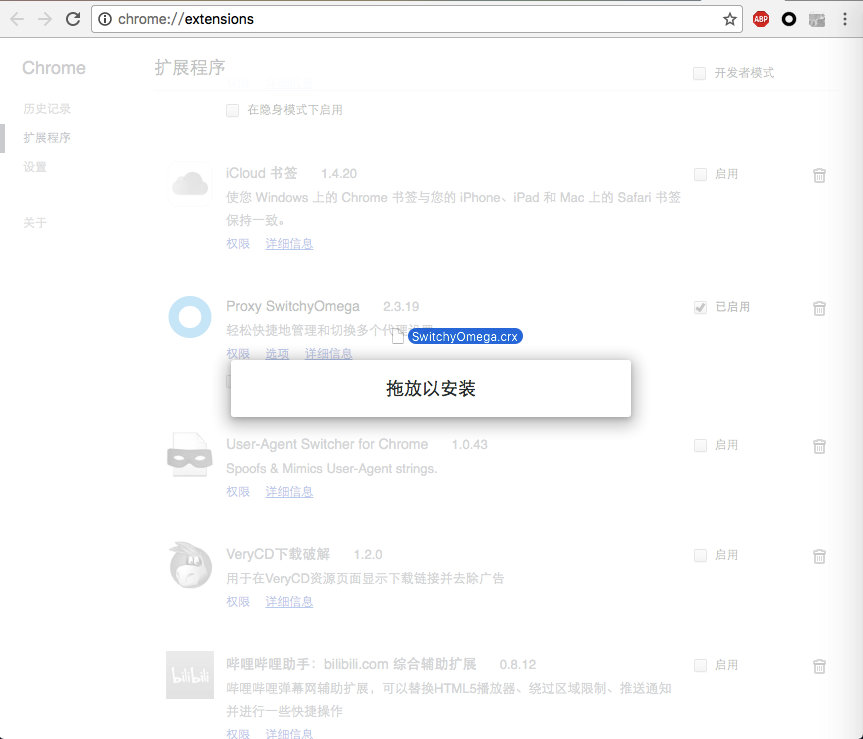 chrome://extensions
ABP
Chrome
扩展程序
开发者模式
历史记录
扩展程序
设置
关于
在隐身模式下启用
iCloud 书签 1.4.20
启用
使您 Windows 上的 Chrome 书签与您的 iPhone、iPad 和 Mac 上的 Safari 书签
保持一致。
权限 详细信息
Proxy SwitchyOmega 2.3.19
已启用
轻松快捷地管理和切换多个代理
SwitchyOmega.crx
权限 选项 详细信息
拖放以安装
User-Agent Switcher for Chrome 1.0.43
启用
Spoofs & Mimics User-Agent strings.
权限 详细信息
VeryCD下载破解 1.2.0
启用
用于在VeryCD资源页面显示下载链接并去除广告
权限 详细信息
bilibili
哔哩哔哩助手：bilibili.com 综合辅助扩展 0.8.12
启用
哔哩哔哩弹幕网辅助扩展，可以替换HTML5播放器、绕过区域限制、推送通知
并进行一些快捷操作
权限 详细信息